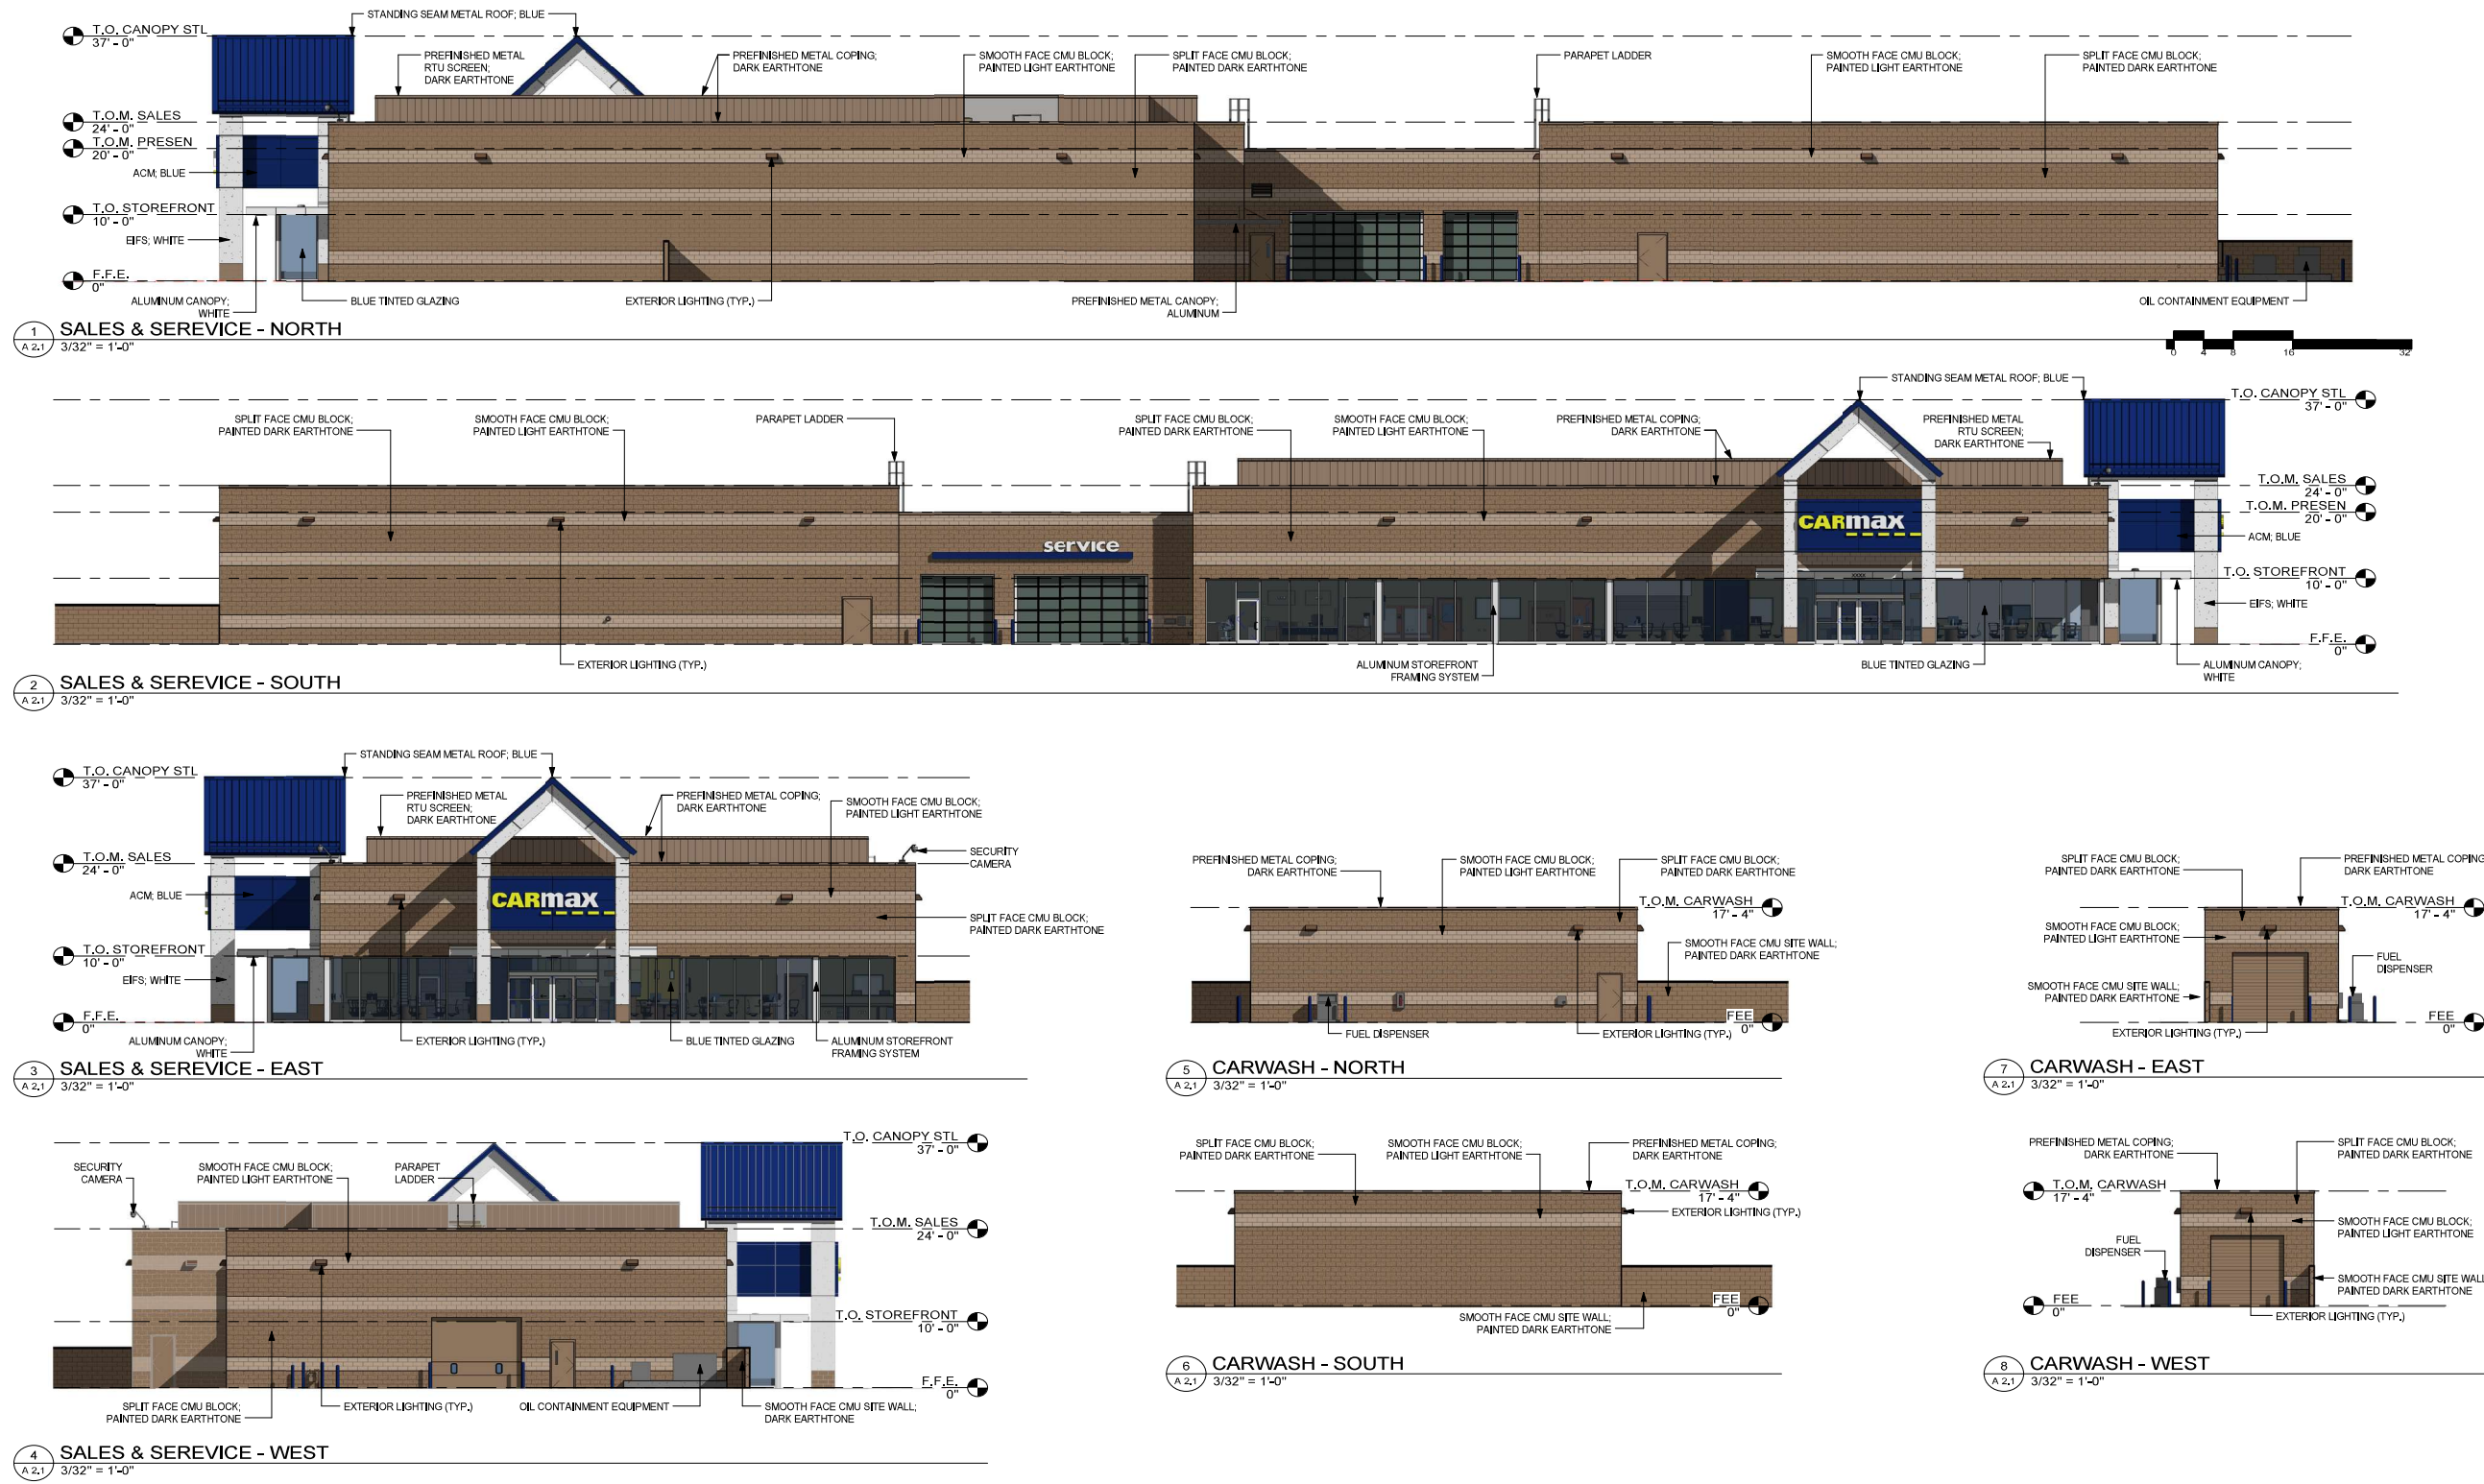 STANDING SEAM METAL ROOF; BLUE
T.O. CANOPY STL
37' - 0"
PREFINISHED METAL
RTU SCREEN;
DARK EARTHTONE
PREFINISHED METAL COPING;
DARK EARTHTONE
SMOOTH FACE CMU BLOCK;
PAINTED LIGHT EARTHTONE
SPLIT FACE CMU BLOCK;
PAINTED DARK EARTHTONE
PARAPET LADDER
SMOOTH FACE CMU BLOCK;
PAINTED LIGHT EARTHTONE
SPLIT FACE CMU BLOCK;
PAINTED DARK EARTHTONE
T.O.M. SALES
24' - 0"
T.O.M. PRESEN
20' - 0"
ACM; BLUE
T.O. STOREFRONT
10' - 0"
EIFS; WHITE
F.F.E.
0"
ALUMINUM CANOPY;
WHITE
BLUE TINTED GLAZING
EXTERIOR LIGHTING (TYP.)
PREFINISHED METAL CANOPY;
ALUMINUM
OIL CONTAINMENT EQUIPMENT
1
A 2.1
SALES & SEREVICE - NORTH
3/32" = 1'-0"
0 4 8 16 32'
STANDING SEAM METAL ROOF; BLUE
T.O. CANOPY STL
37' - 0"
SPLIT FACE CMU BLOCK;
PAINTED DARK EARTHTONE
SMOOTH FACE CMU BLOCK;
PAINTED LIGHT EARTHTONE
PARAPET LADDER
SPLIT FACE CMU BLOCK;
PAINTED DARK EARTHTONE
SMOOTH FACE CMU BLOCK;
PAINTED LIGHT EARTHTONE
PREFINISHED METAL COPING;
DARK EARTHTONE
PREFINISHED METAL
RTU SCREEN;
DARK EARTHTONE
T.O.M. SALES
24' - 0"
T.O.M. PRESEN
20' - 0"
CARmax
service
ACM; BLUE
T.O. STOREFRONT
10' - 0"
XXXX
EIFS; WHITE
F.F.E.
0"
EXTERIOR LIGHTING (TYP.)
ALUMINUM STOREFRONT
FRAMING SYSTEM
BLUE TINTED GLAZING
ALUMINUM CANOPY;
WHITE
2
A 2.1
SALES & SEREVICE - SOUTH
3/32" = 1'-0"
STANDING SEAM METAL ROOF; BLUE
T.O. CANOPY STL
37' - 0"
PREFINISHED METAL
RTU SCREEN;
DARK EARTHTONE
PREFINISHED METAL COPING;
DARK EARTHTONE
SMOOTH FACE CMU BLOCK;
PAINTED LIGHT EARTHTONE
SECURITY
CAMERA
T.O.M. SALES
24' - 0"
ACM; BLUE
CARmax
SPLIT FACE CMU BLOCK;
PAINTED DARK EARTHTONE
T.O. STOREFRONT
10' - 0"
EIFS; WHITE
F.F.E.
0"
ALUMINUM CANOPY;
WHITE
EXTERIOR LIGHTING (TYP.)
BLUE TINTED GLAZING
ALUMINUM STOREFRONT
FRAMING SYSTEM
3
A 2.1
SALES & SEREVICE - EAST
3/32" = 1'-0"
PREFINISHED METAL COPING;
DARK EARTHTONE
SMOOTH FACE CMU BLOCK;
PAINTED LIGHT EARTHTONE
SPLIT FACE CMU BLOCK;
PAINTED DARK EARTHTONE
T.O.M. CARWASH
17' - 4"
SMOOTH FACE CMU SITE WALL;
PAINTED DARK EARTHTONE
FEE
0"
FUEL DISPENSER
EXTERIOR LIGHTING (TYP.)
5
A 2.1
CARWASH - NORTH
3/32" = 1'-0"
SPLIT FACE CMU BLOCK;
PAINTED DARK EARTHTONE
PREFINISHED METAL COPING
DARK EARTHTONE
T.O.M. CARWASH
17' - 4"
SMOOTH FACE CMU BLOCK;
PAINTED LIGHT EARTHTONE
FUEL
DISPENSER
SMOOTH FACE CMU SITE WALL;
PAINTED DARK EARTHTONE
FEE
0"
EXTERIOR LIGHTING (TYP.)
7
A 2.1
CARWASH - EAST
3/32" = 1'-0"
T.O. CANOPY STL
37' - 0"
SECURITY
CAMERA
SMOOTH FACE CMU BLOCK;
PAINTED LIGHT EARTHTONE
PARAPET
LADDER
T.O.M. SALES
24' - 0"
T.O. STOREFRONT
10' - 0"
F.F.E.
0"
SPLIT FACE CMU BLOCK;
PAINTED DARK EARTHTONE
EXTERIOR LIGHTING (TYP.)
OIL CONTAINMENT EQUIPMENT
SMOOTH FACE CMU SITE WALL;
DARK EARTHTONE
4
A 2.1
SALES & SEREVICE - WEST
3/32" = 1'-0"
SPLIT FACE CMU BLOCK;
PAINTED DARK EARTHTONE
SMOOTH FACE CMU BLOCK;
PAINTED LIGHT EARTHTONE
PREFINISHED METAL COPING;
DARK EARTHTONE
T.O.M. CARWASH
17' - 4"
EXTERIOR LIGHTING (TYP.)
FEE
0"
SMOOTH FACE CMU SITE WALL;
PAINTED DARK EARTHTONE
6
A 2.1
CARWASH - SOUTH
3/32" = 1'-0"
PREFINISHED METAL COPING;
DARK EARTHTONE
SPLIT FACE CMU BLOCK;
PAINTED DARK EARTHTONE
T.O.M. CARWASH
17' - 4"
SMOOTH FACE CMU BLOCK;
PAINTED LIGHT EARTHTONE
FUEL
DISPENSER
SMOOTH FACE CMU SITE WALL
PAINTED DARK EARTHTONE
FEE
0"
EXTERIOR LIGHTING (TYP.)
8
A 2.1
CARWASH - WEST
3/32" = 1'-0"